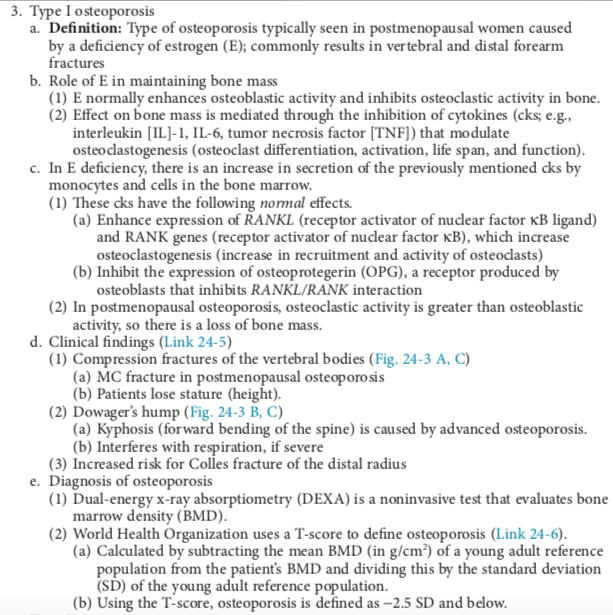 3. Type I osteoporosis
a. Definition: Type of osteoporosis typically seen in postmenopausal women caused
by a deficiency of estrogen (E); commonly results in vertebral and distal forearm
fractures
b. Role of E in maintaining bone mass
(1) E normally enhances osteoblastic activity and inhibits osteoclastic activity in bone.
(2) Effect on bone mass is mediated through the inhibition of cytokines (cks; e.g.,
interleukin [IL]-1, IL-6, tumor necrosis factor [TNF]) that modulate
osteoclastogenesis (osteoclast differentiation, activation, life span, and function).
c. In E deficiency, there is an increase in secretion of the previously mentioned cks by
monocytes and cells in the bone marrow.
(1) These cks have the following normal effects.
(a) Enhance expression of RANKL (receptor activator of nuclear factor κB ligand)
and RANK genes (receptor activator of nuclear factor κB), which increase
osteoclastogenesis (increase in recruitment and activity of osteoclasts)
(b) Inhibit the expression of osteoprotegerin (OPG), a receptor produced by
osteoblasts that inhibits RANKL/RANK interaction
(2) In postmenopausal osteoporosis, osteoclastic activity is greater than osteoblastic
activity, so there is a loss of bone mass.
d. Clinical findings (Link 24-5)
(1) Compression fractures of the vertebral bodies (Fig. 24-3 A, C)
(a) MC fracture in postmenopausal osteoporosis
(b) Patients lose stature (height).
(2) Dowager's hump (Fig. 24-3 B, C)
(a) Kyphosis (forward bending of the spine) is caused by advanced osteoporosis.
(b) Interferes with respiration, if severe
(3) Increased risk for Colles fracture of the distal radius
e. Diagnosis of osteoporosis
(1) Dual-energy x-ray absorptiometry (DEXA) is a noninvasive test that evaluates bone
marrow density (BMD).
(2) World Health Organization uses a T-score to define osteoporosis (Link 24-6).
(a) Calculated by subtracting the mean BMD (in g/cm²) of a young adult reference
population from the patient's BMD and dividing this by the standard deviation
(SD) of the young adult reference population.
(b) Using the T-score, osteoporosis is defined as −2.5 SD and below.